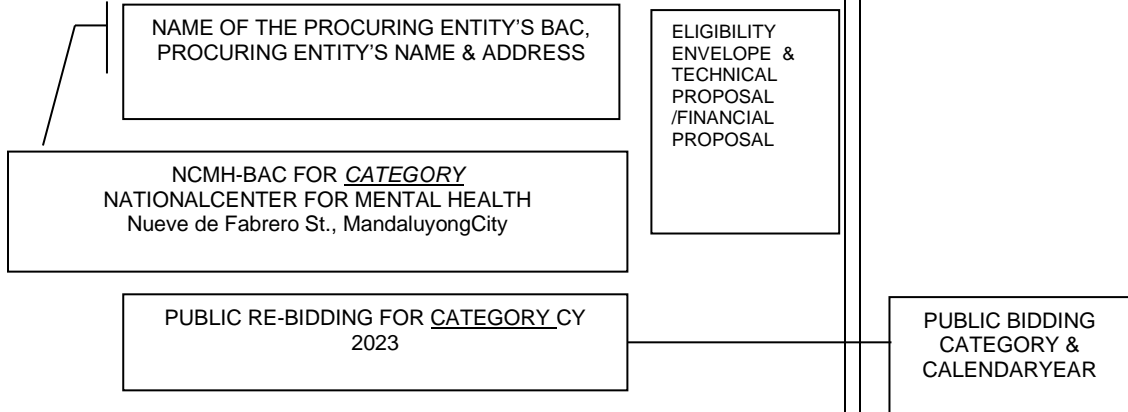 NAME OF THE PROCURING ENTITY'S BAC,
PROCURING ENTITY'S NAME & ADDRESS
ELIGIBILITY
ENVELOPE &
TECHNICAL
PROPOSAL
/FINANCIAL
PROPOSAL
NCMH-BAC FOR CATEGORY
NATIONALCENTER FOR MENTAL HEALTH
Nueve de Fabrero St., MandaluyongCity
PUBLIC RE-BIDDING FOR CATEGORY CY
2023
PUBLIC BIDDING
CATEGORY &
CALENDARYEAR